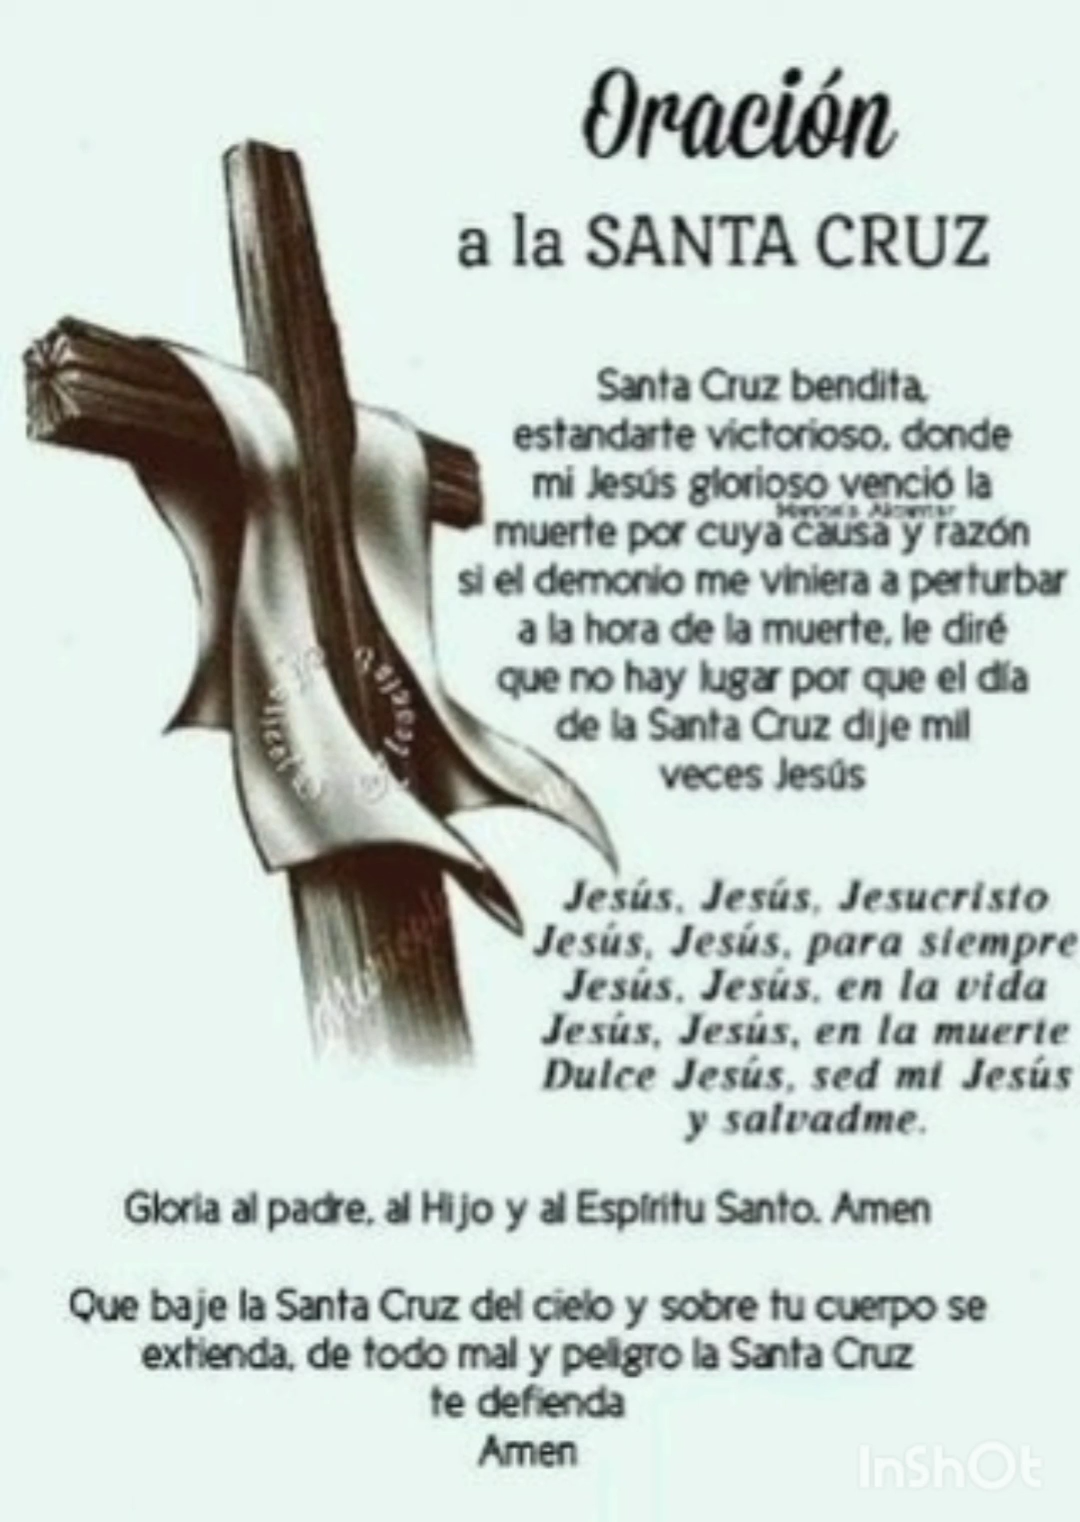 Oración
a la SANTA CRUZ
Santa Cruz bendita,
estandarte victorioso, donde
mi Jesús glorioso venció la
muerte por cuya causa y razón
si el demonio me viniera a perturbar
a la hora de la muerte, le diré
que no hay lugar por que el día
de la Santa Cruz dije mil
veces Jesús
Jesús, Jesús, Jesucristo
Jesús, Jesús, para siempre
Jesús, Jesús, en la vida
Jesús, Jesús, en la muerte
Dulce Jesús, sed mi Jesús
y salvadme.
Gloria al padre, al Hijo y al Espíritu Santo. Amen
Que baje la Santa Cruz del cielo y sobre tu cuerpo se
extienda, de todo mal y peligro la Santa Cruz
te defienda
Amen
InShOt